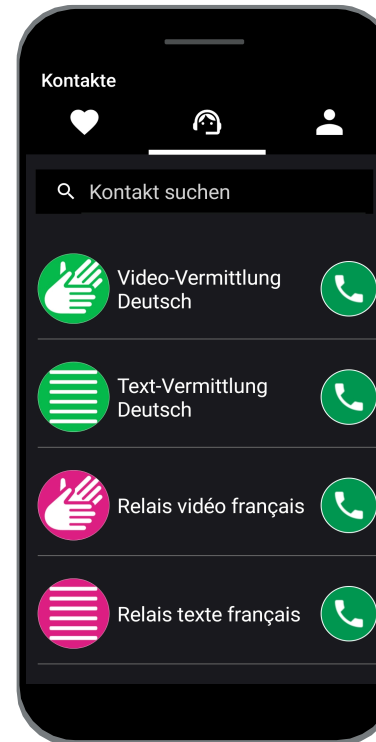 Kontakte
Kontakt suchen
Video-Vermittlung
Deutsch
Text-Vermittlung
Deutsch
Relais vidéo français
Relais texte français